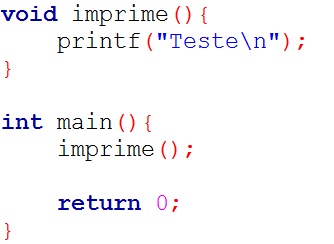 void imprime(){
    printf("Teste\n");
}

int main(){
    imprime();

    return 0;
}